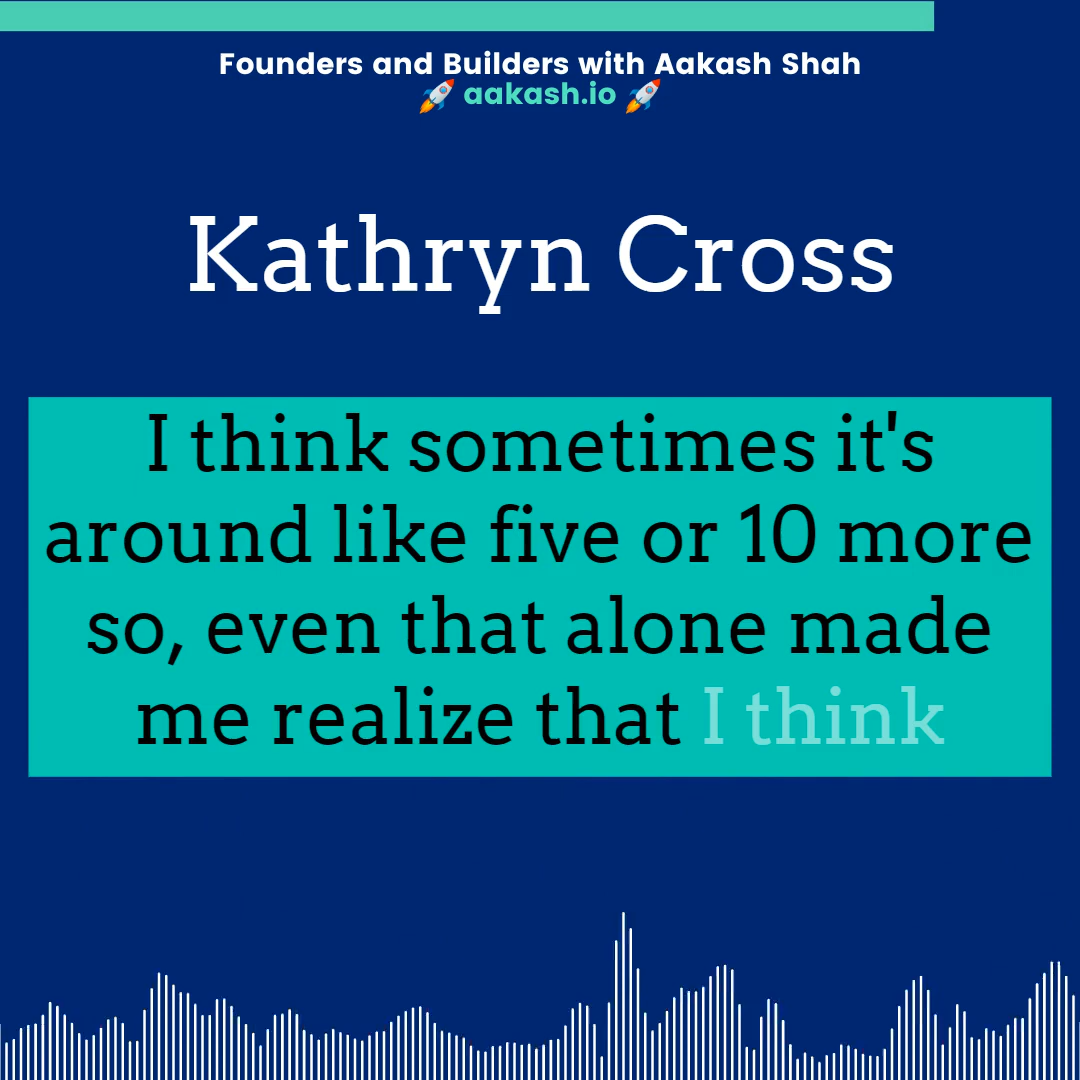 Founders and Builders with Aakash Shah
🚀 aakash.io 🚀
Kathryn Cross
I think sometimes it's
around like five or 10 more
so, even that alone made
me realize that I think